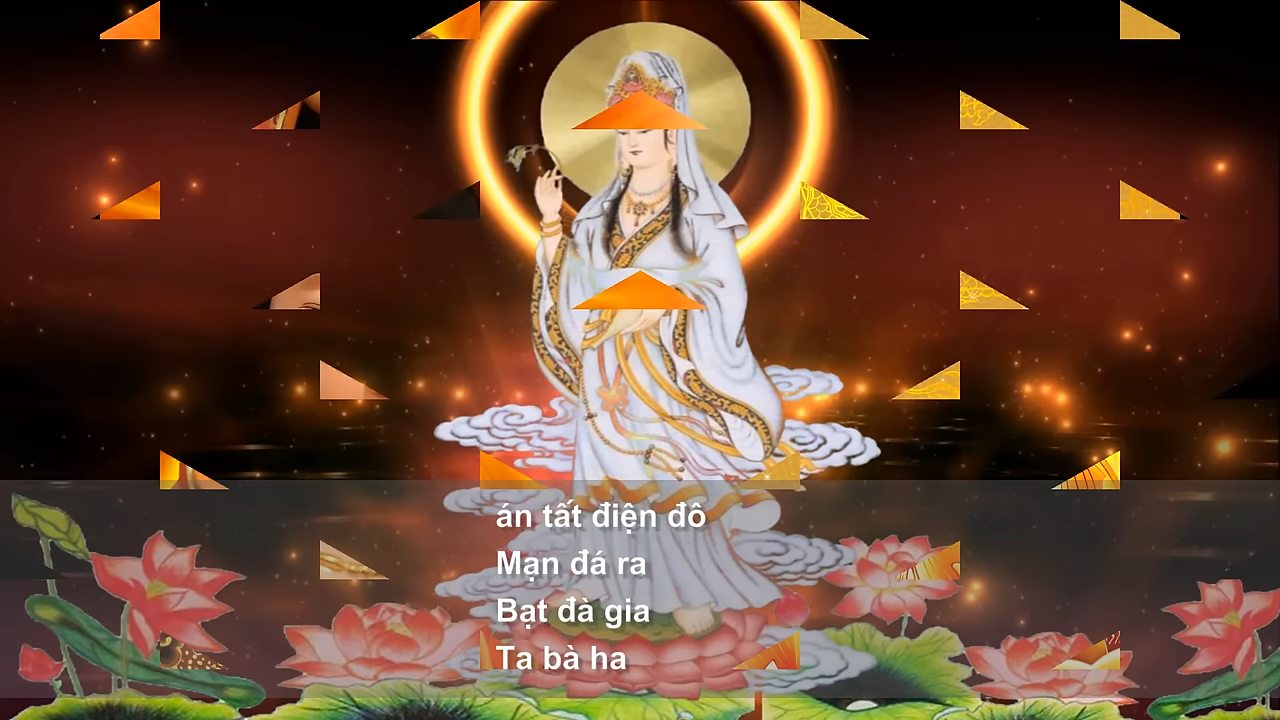 án tất điện đô
Mạn đá ra
Bạt đà gia
Ta bà ha